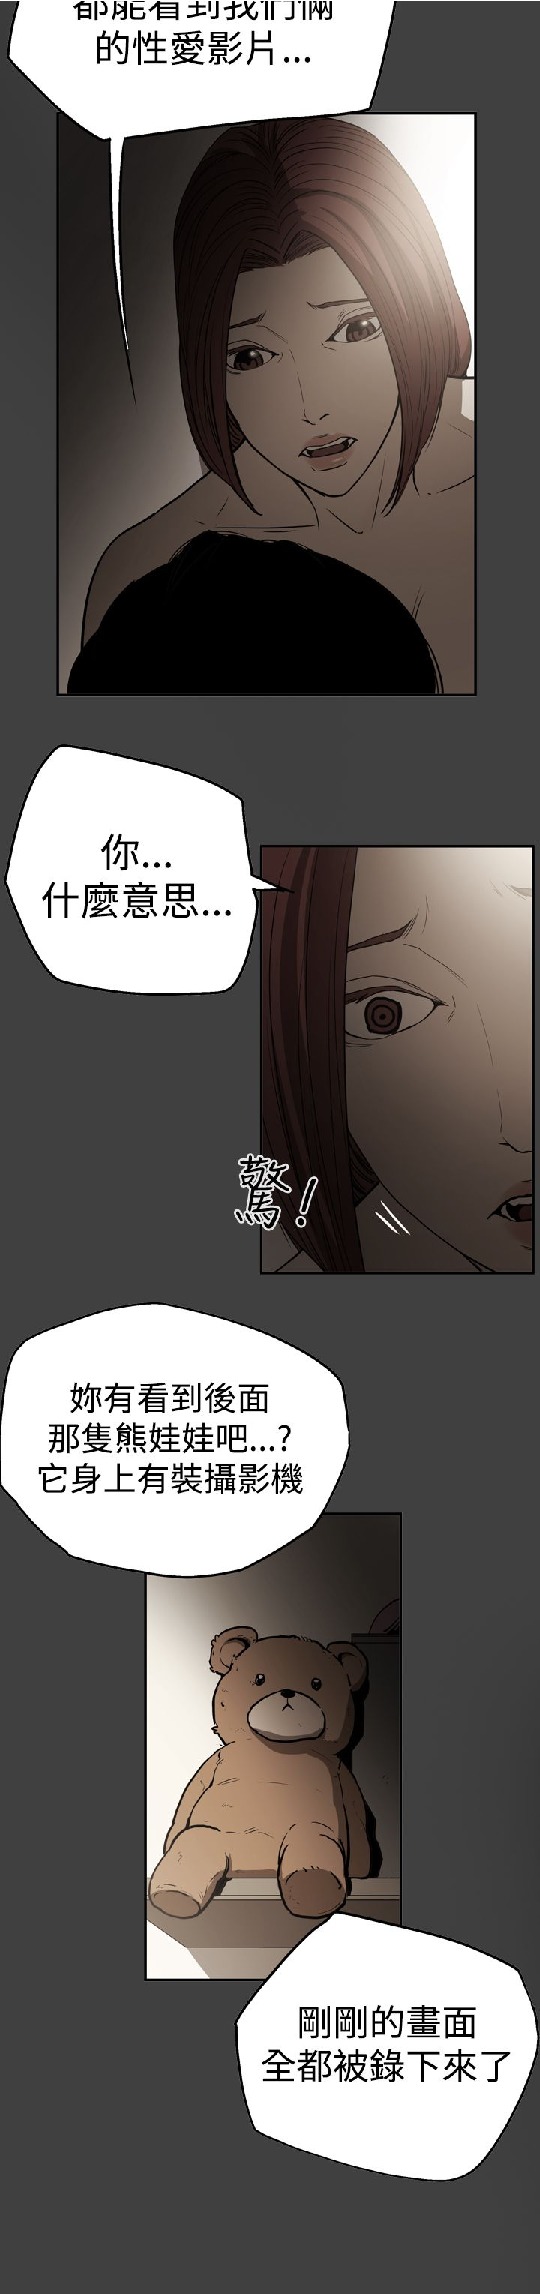 都能看到我們倆
的性愛影片...
你...
什麼意思...
驚!
妳有看到後面
那隻熊娃娃吧...?
它身上有裝攝影機
剛剛的畫面
全都被錄下來了